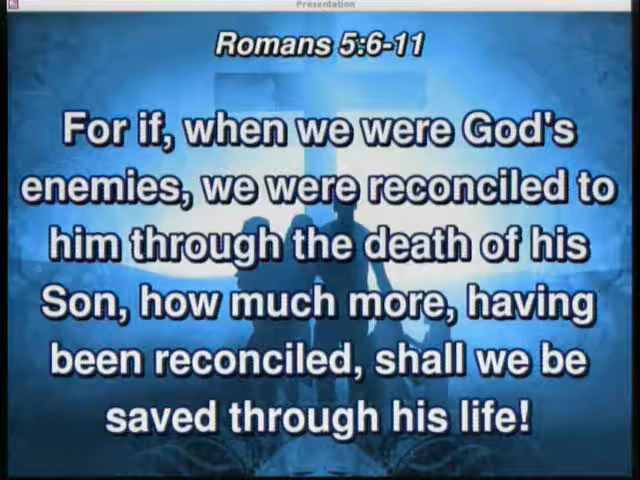 Presentation
Romans 5:6-11
For if, when we were God's
enemies, we were reconciled to
him through the death of his
Son, how much more, having
been reconciled, shall we be
saved through his life!